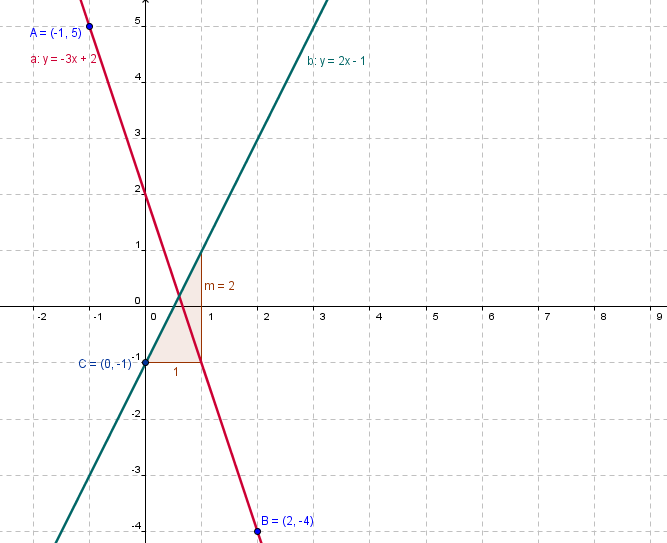 5
A = (-1, 5)
a: y = -3x + 2
b: y = 2x - 1
4
3
2
1
m = 2
0
-2 -1 0 1 2 3 4 5 6 7 8 9
C = (0, -1)
-1
1
-2
-3
B = (2, -4)
-4